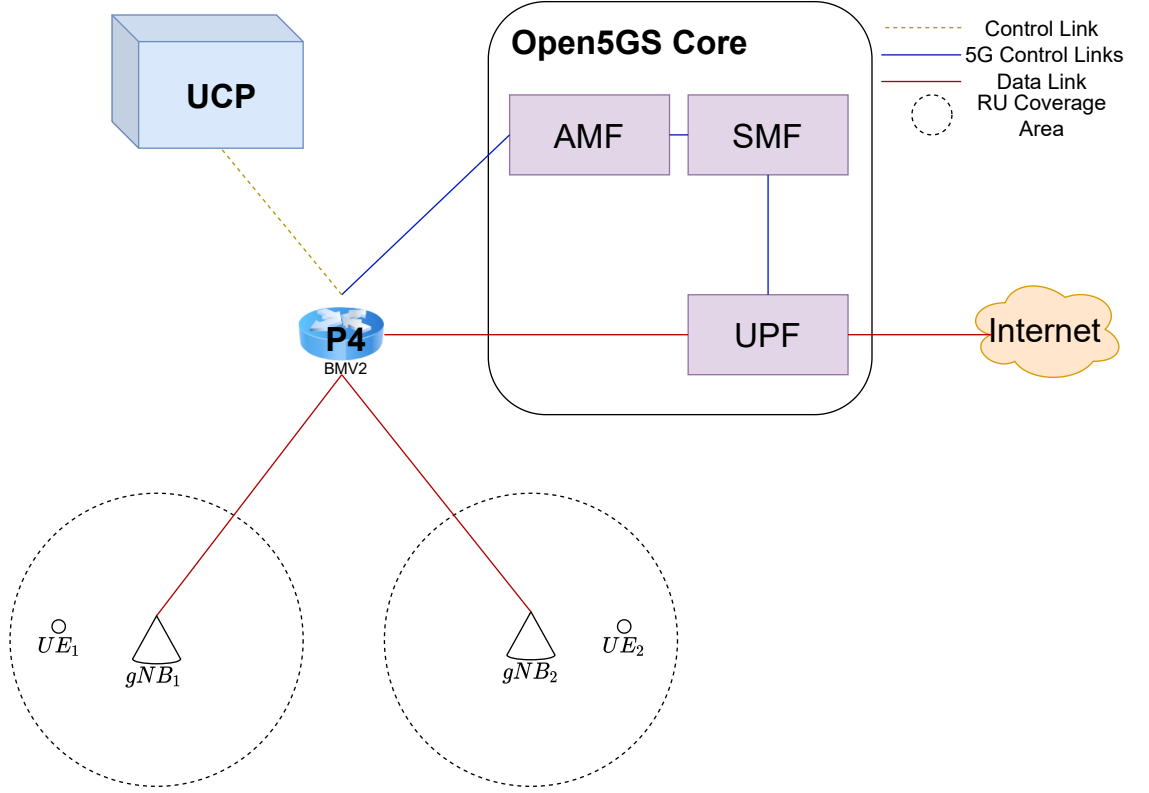 UCP
Open5GS Core
AMF
SMF
UPF
Internet
P4
BMV2
Control Link
5G Control Links
Data Link
RU Coverage
Area
UE₁
gNB₁
gNB₂
UE₂